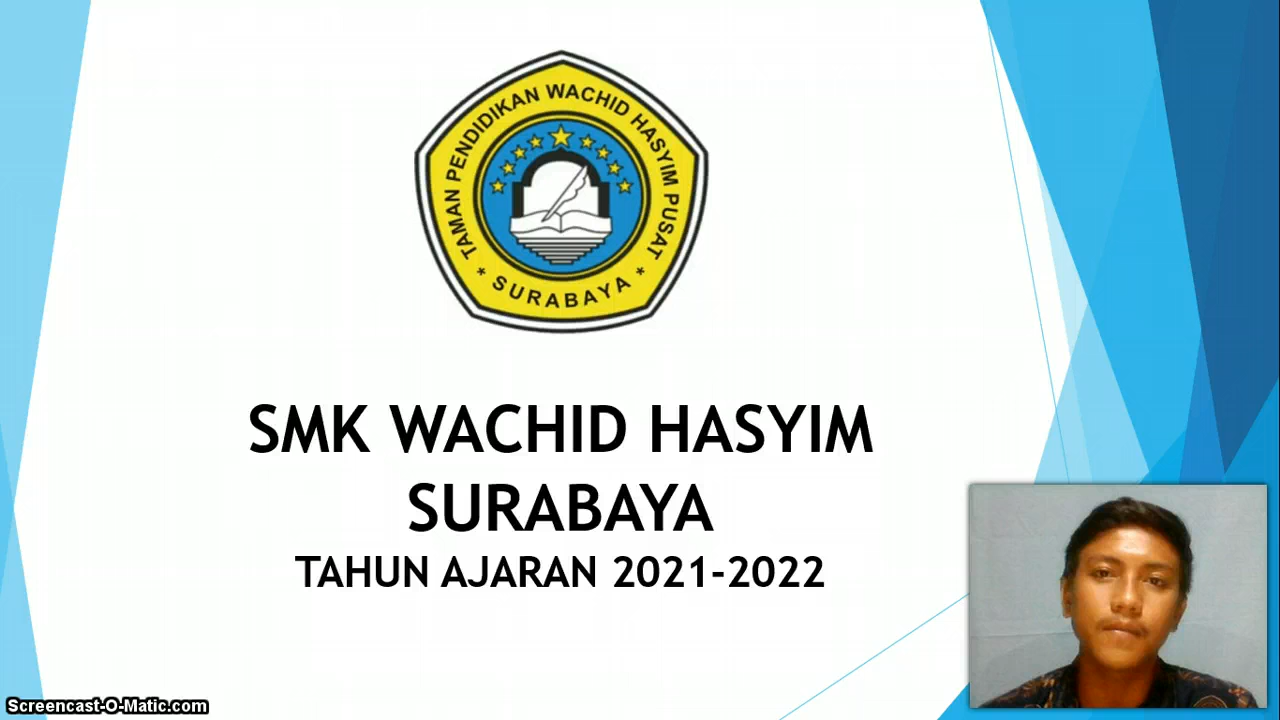 TAMAN PENDIDIKAN WACHID HASYIM PUSAT
* SURABAYA *
SMK WACHID HASYIM
SURABAYA
TAHUN AJARAN 2021-2022
Screencast-O-Matic.com